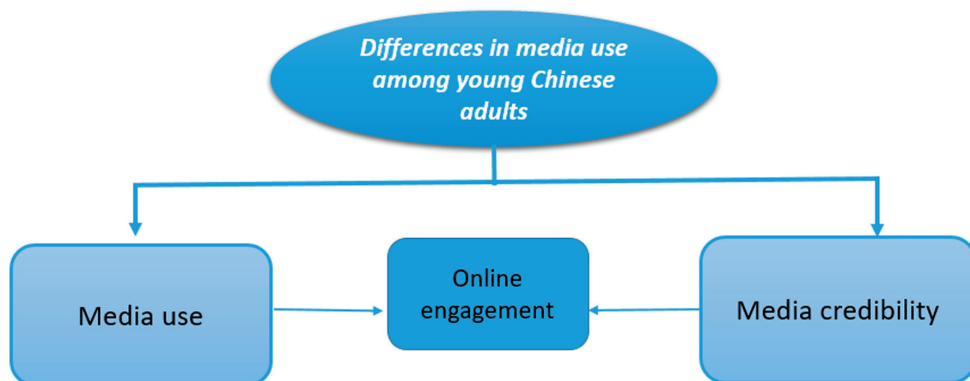 Differences in media use
among young Chinese
adults
Media use
Online
engagement
Media credibility